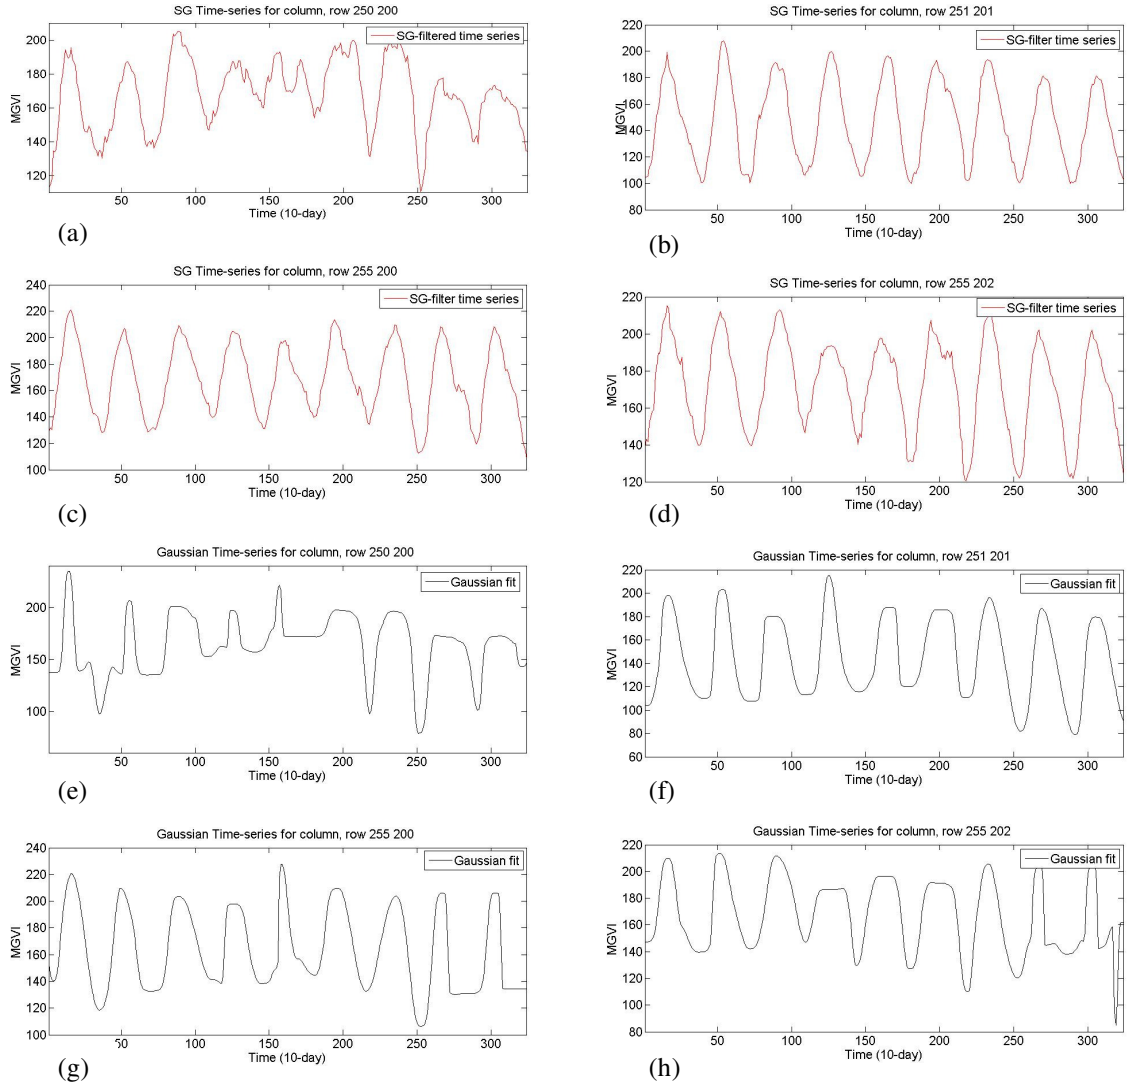 SG Time-series for column, row 250 200
SG-filtered time series
MGVI
200
180
160
140
120
50 100 150 200 250 300
Time (10-day)
(a)
SG Time-series for column, row 251 201
SG-filter time series
MGVI
220
200
180
160
140
120
100
80
50 100 150 200 250 300
Time (10-day)
(b)
SG Time-series for column, row 255 200
SG-filter time series
MGVI
240
220
200
180
160
140
120
100
50 100 150 200 250 300
Time (10-day)
(c)
SG Time-series for column, row 255 202
SG-filter time series
MGVI
220
200
180
160
140
120
50 100 150 200 250 300
Time (10-day)
(d)
Gaussian Time-series for column, row 250 200
Gaussian fit
MGVI
200
150
100
50 100 150 200 250 300
Time (10-day)
(e)
Gaussian Time-series for column, row 251 201
Gaussian fit
MGVI
220
200
180
160
140
120
100
80
60
50 100 150 200 250 300
Time (10-day)
(f)
Gaussian Time-series for column, row 255 200
Gaussian fit
MGVI
240
220
200
180
160
140
120
100
50 100 150 200 250 300
Time (10-day)
(g)
Gaussian Time-series for column, row 255 202
Gaussian fit
MGVI
220
200
180
160
140
120
100
80
50 100 150 200 250 300
Time (10-day)
(h)